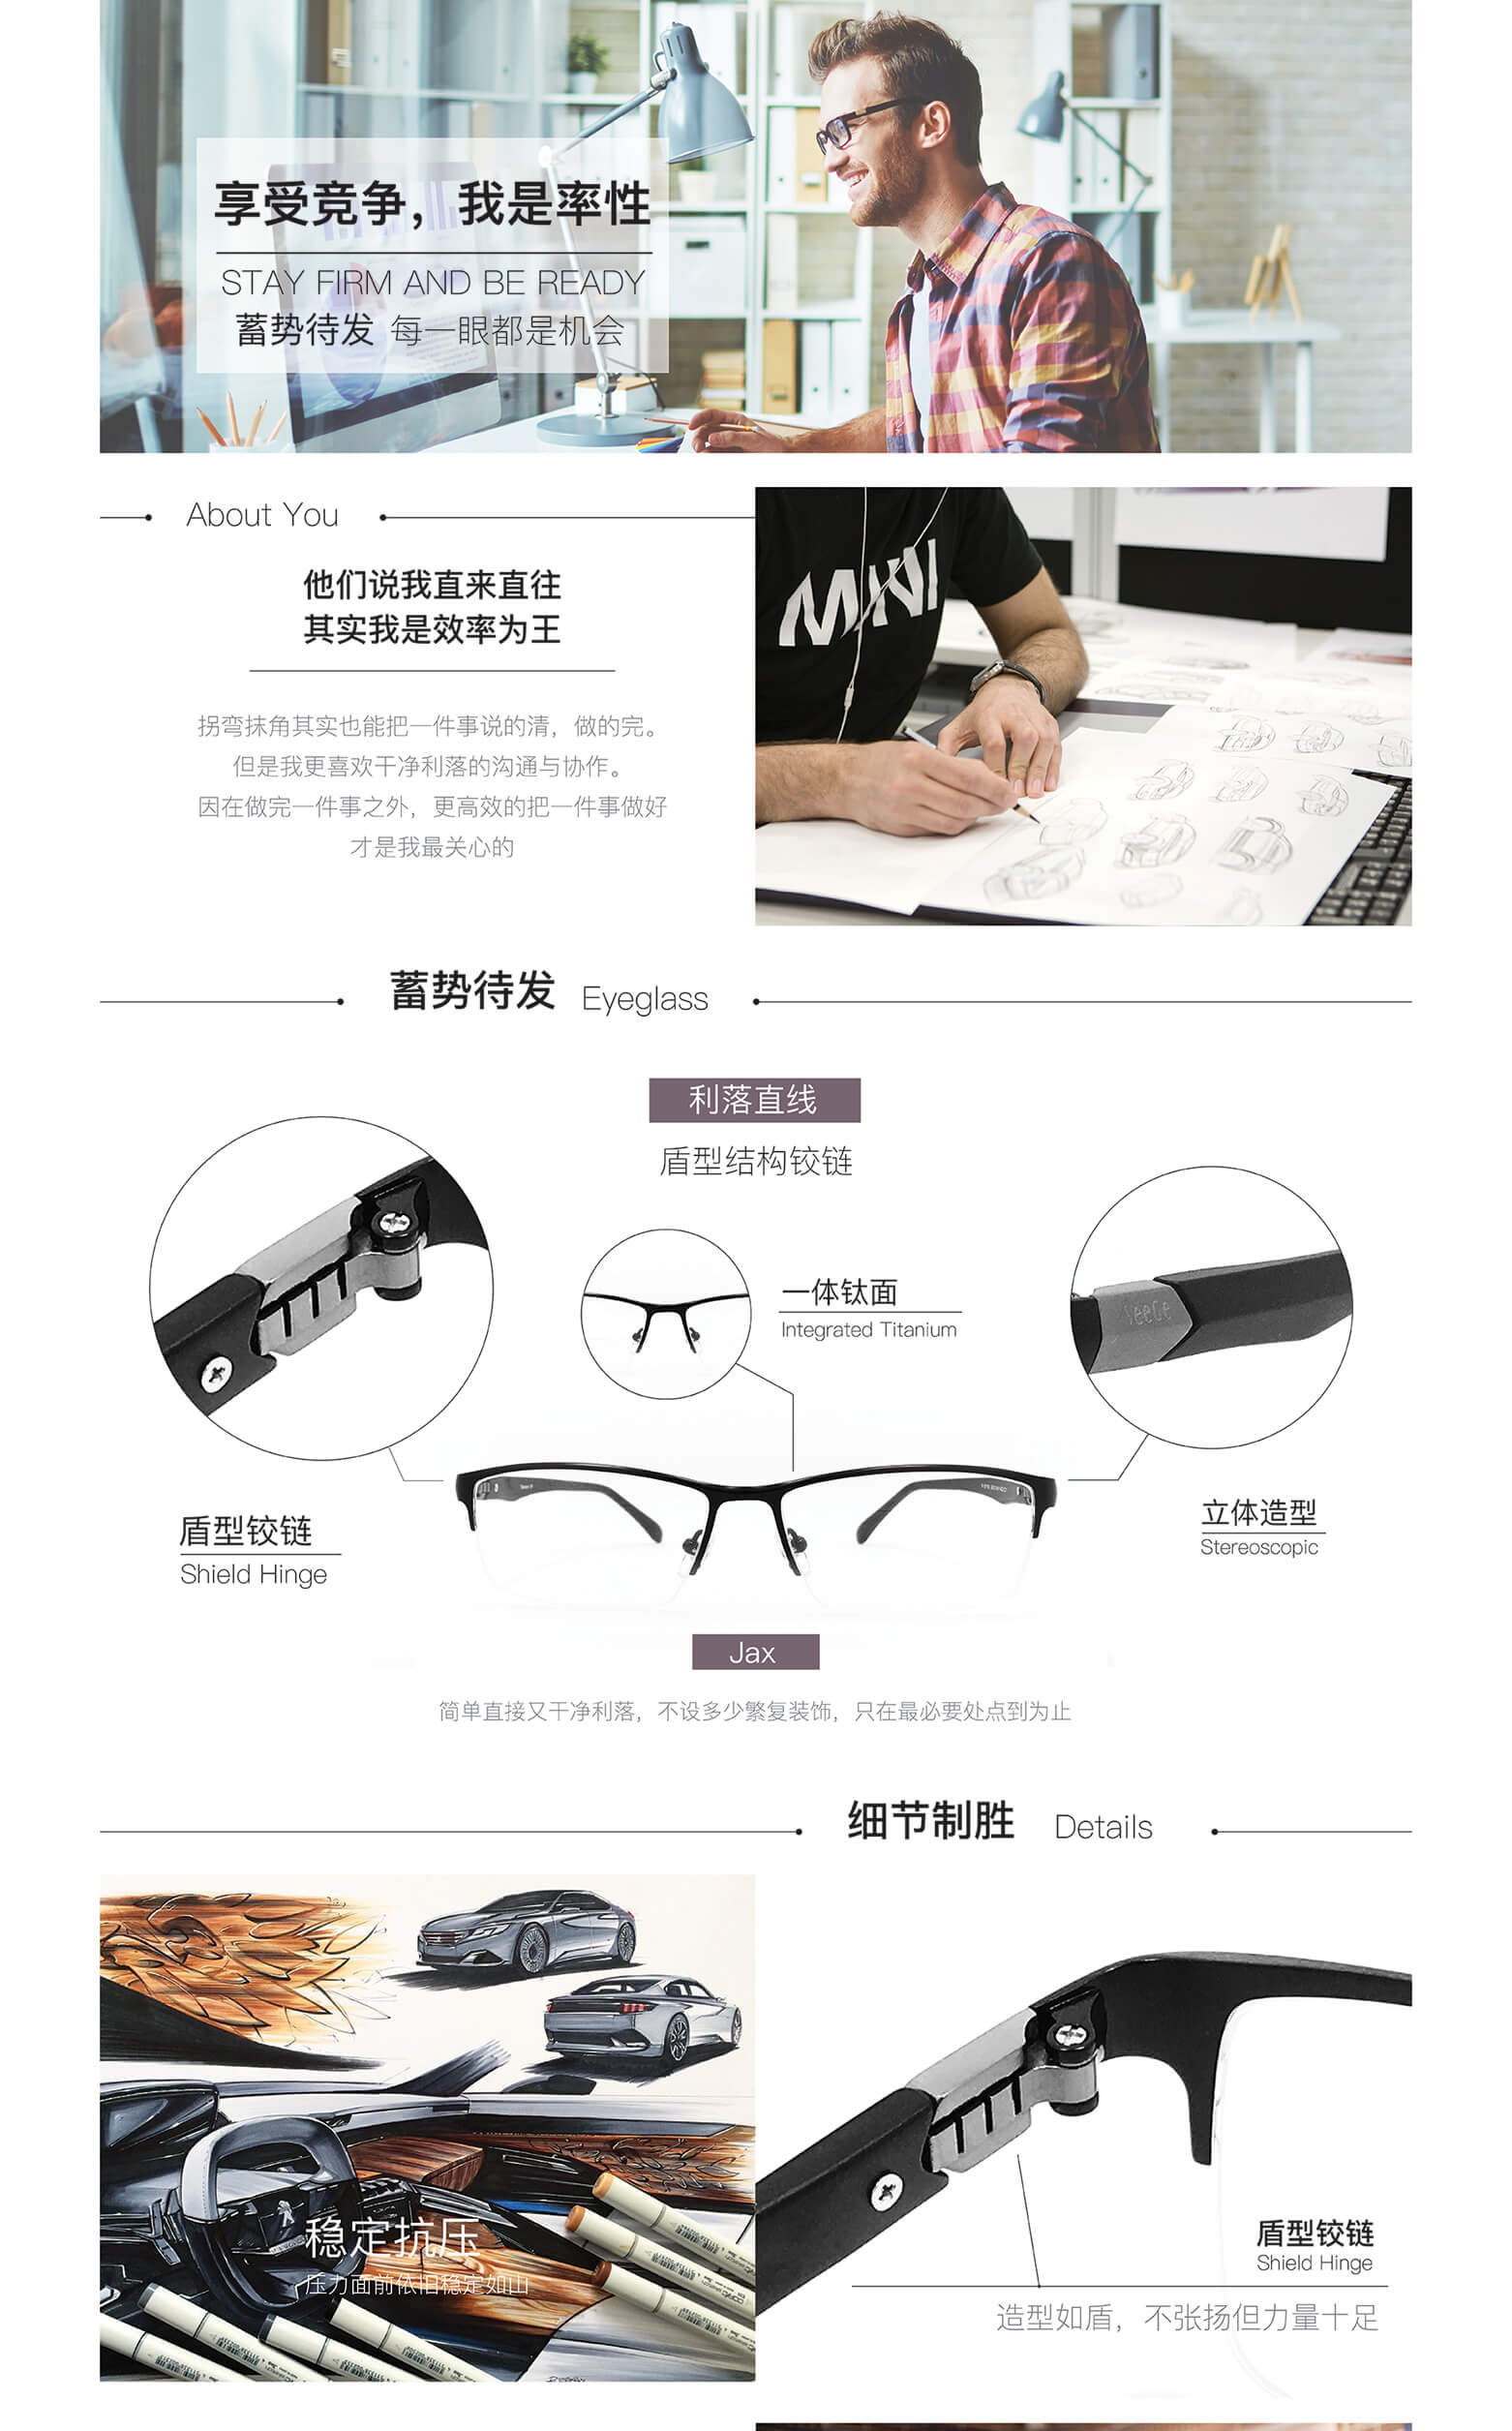 享受竞争，我是率性
STAY FIRM AND BE READY
蓄势待发 每一眼都是机会
About You
他们说我直来直往
其实我是效率为王
拐弯抹角其实也能把一件事说的清，做的完。
但是我更喜欢干净利落的沟通与协作。
因在做完一件事之外，更高效的把一件事做好
才是我最关心的
MINI
蓄势待发 Eyeglass
利落直线
盾型结构铰链
一体钛面
Integrated Titanium
VeeGe
盾型铰链
Shield Hinge
立体造型
Stereoscopic
Jax
简单直接又干净利落，不设多少繁复装饰，只在最必要处点到为止
细节制胜 Details
稳定抗压
压力面前依旧稳定如山
盾型铰链
Shield Hinge
造型如盾，不张扬但力量十足